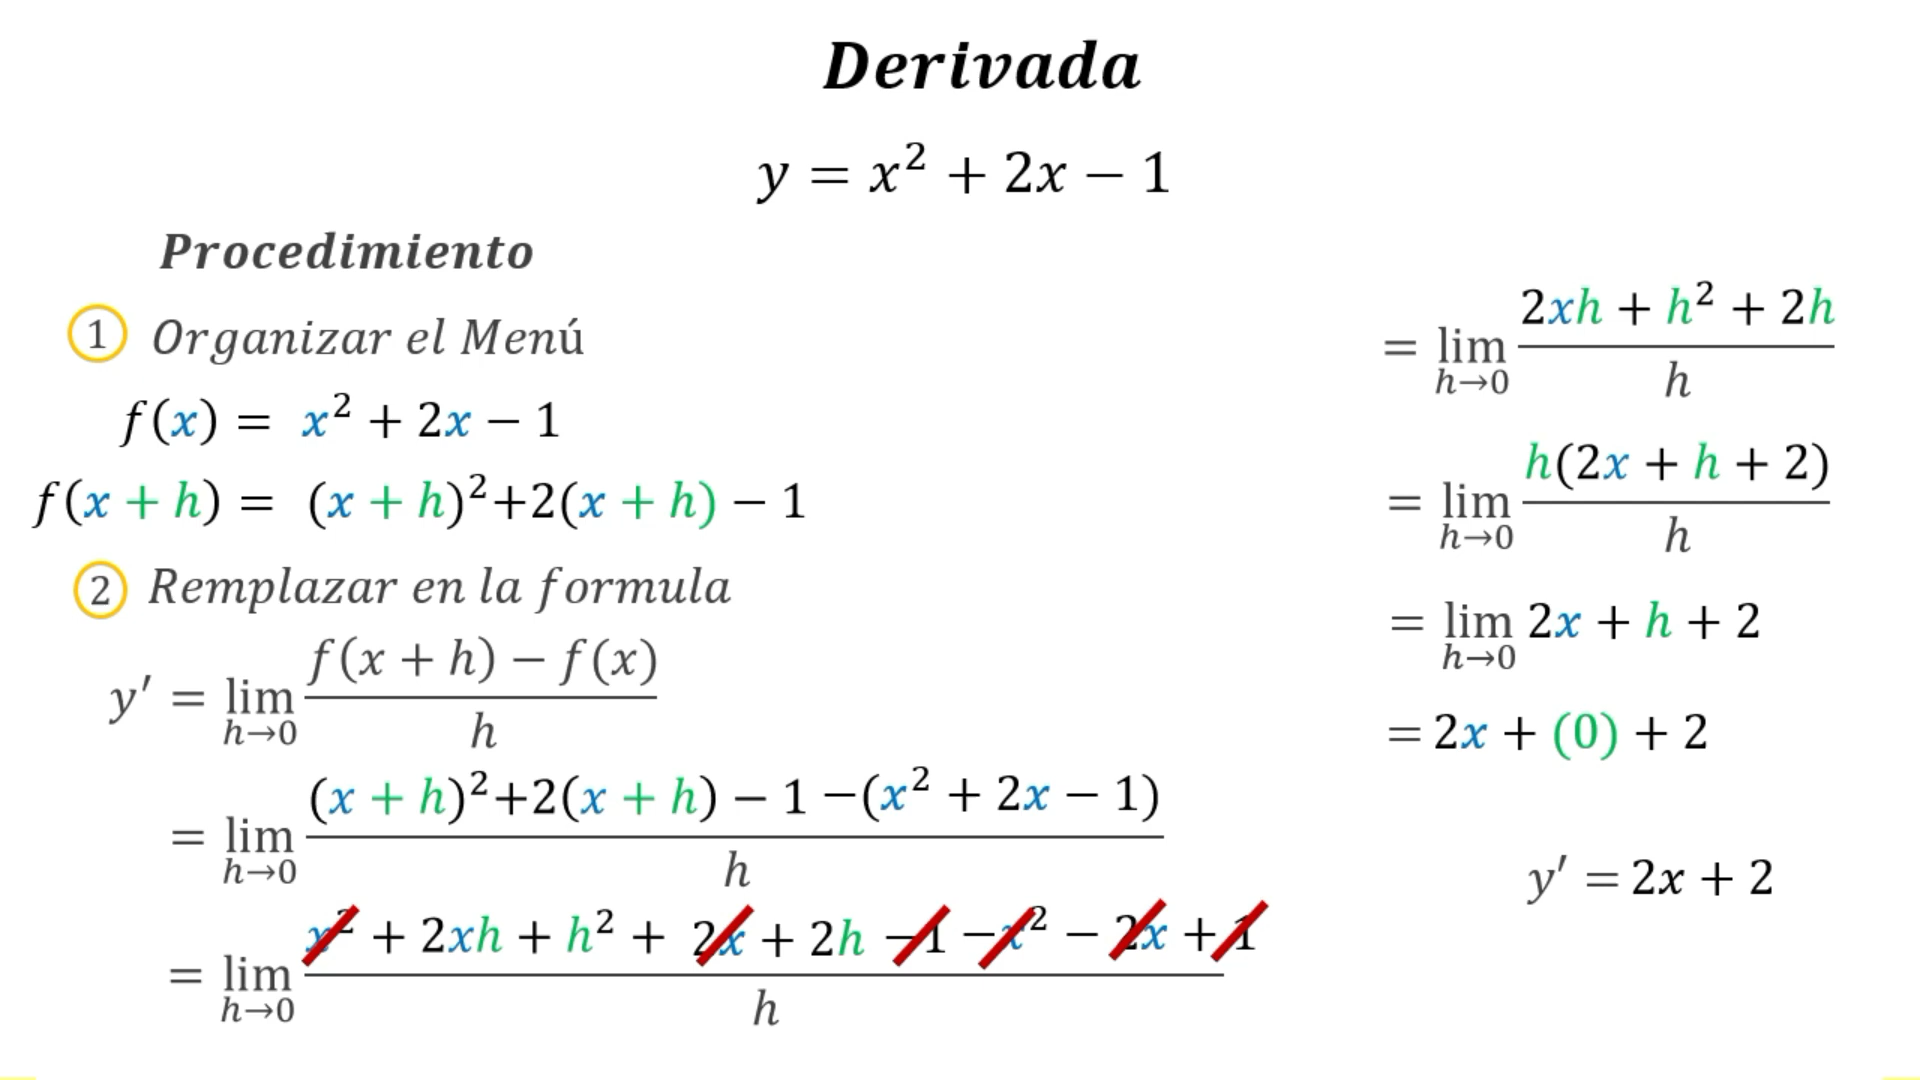 Derivada
y = x² + 2x − 1
Procedimiento
1 Organizar el Menú
f(x) = x² + 2x − 1
f(x + h) = (x + h)²+2(x + h) − 1
2 Remplazar en la formula
y′ = lim h→0 f(x + h) − f(x) / h
= lim h→0 (x + h)²+2(x + h) − 1 −(x² + 2x − 1) / h
= lim h→0 x² + 2xh + h² + 2x + 2h −1 −x² − 2x + 1 / h
= lim h→0 2xh + h² + 2h / h
= lim h→0 h(2x + h + 2) / h
= lim h→0 2x + h + 2
= 2x + (0) + 2
y′ = 2x + 2